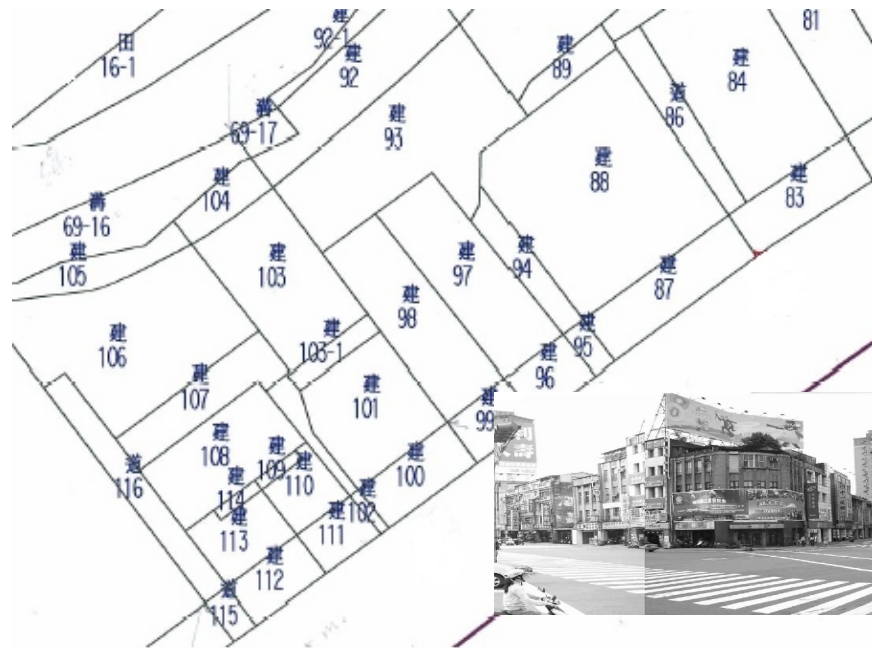 建
81
建
92-1
田
16-1
建
92
建
89
建
84
溝
69-17
道
86
建
93
建
88
建
104
建
83
溝
69-16
建
105
建
103
建
97
建
94
建
87
建
98
建
106
建
103-1
建
95
建
96
建
107
建
101
建
99
建
108
建
109
建
110
建
100
道
116
建
114
建
102
建
111
建
113
建
112
道
115